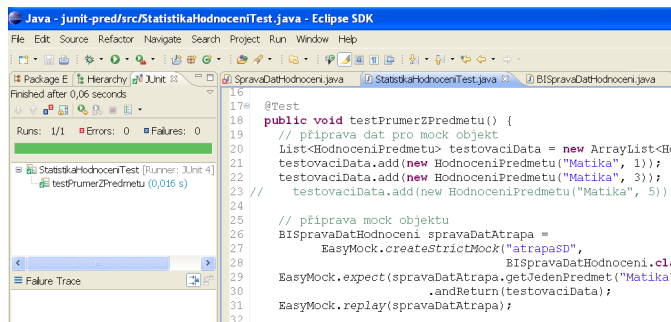 Java - junit-pred/src/StatistikaHodnoceniTest.java - Eclipse SDK
File Edit Source Refactor Navigate Search Project Run Window Help
Package E Hierarchy JUnit
Finished after 0,06 seconds
Runs: 1/1 Errors: 0 Failures: 0
StatistikaHodnoceniTest [Runner: JUnit 4]
testPrumerZPredmetu (0,016 s)
Failure Trace
SpravaDatHodnoceni.java StatistikaHodnoceniTest.java BISpravaDatHodnoceni.java
16
17 @Test
18 public void testPrumerZPredmetu() {
19 // příprava dat pro mock objekt
20 List<HodnoceniPredmetu> testovaciData = new ArrayList<Ho
21 testovaciData.add(new HodnoceniPredmetu("Matika", 1));
22 testovaciData.add(new HodnoceniPredmetu("Matika", 3));
23 // testovaciData.add(new HodnoceniPredmetu("Matika", 5))
24
25 // příprava mock objektu
26 BISpravaDatHodnoceni spravaDatAtrapa =
27 EasyMock.createStrictMock("atrapaSD",
28 BISpravaDatHodnoceni.cla
29 EasyMock.expect(spravaDatAtrapa.getJedenPredmet("Matika"
30 .andReturn(testovaciData);
31 EasyMock.replay(spravaDatAtrapa);
32